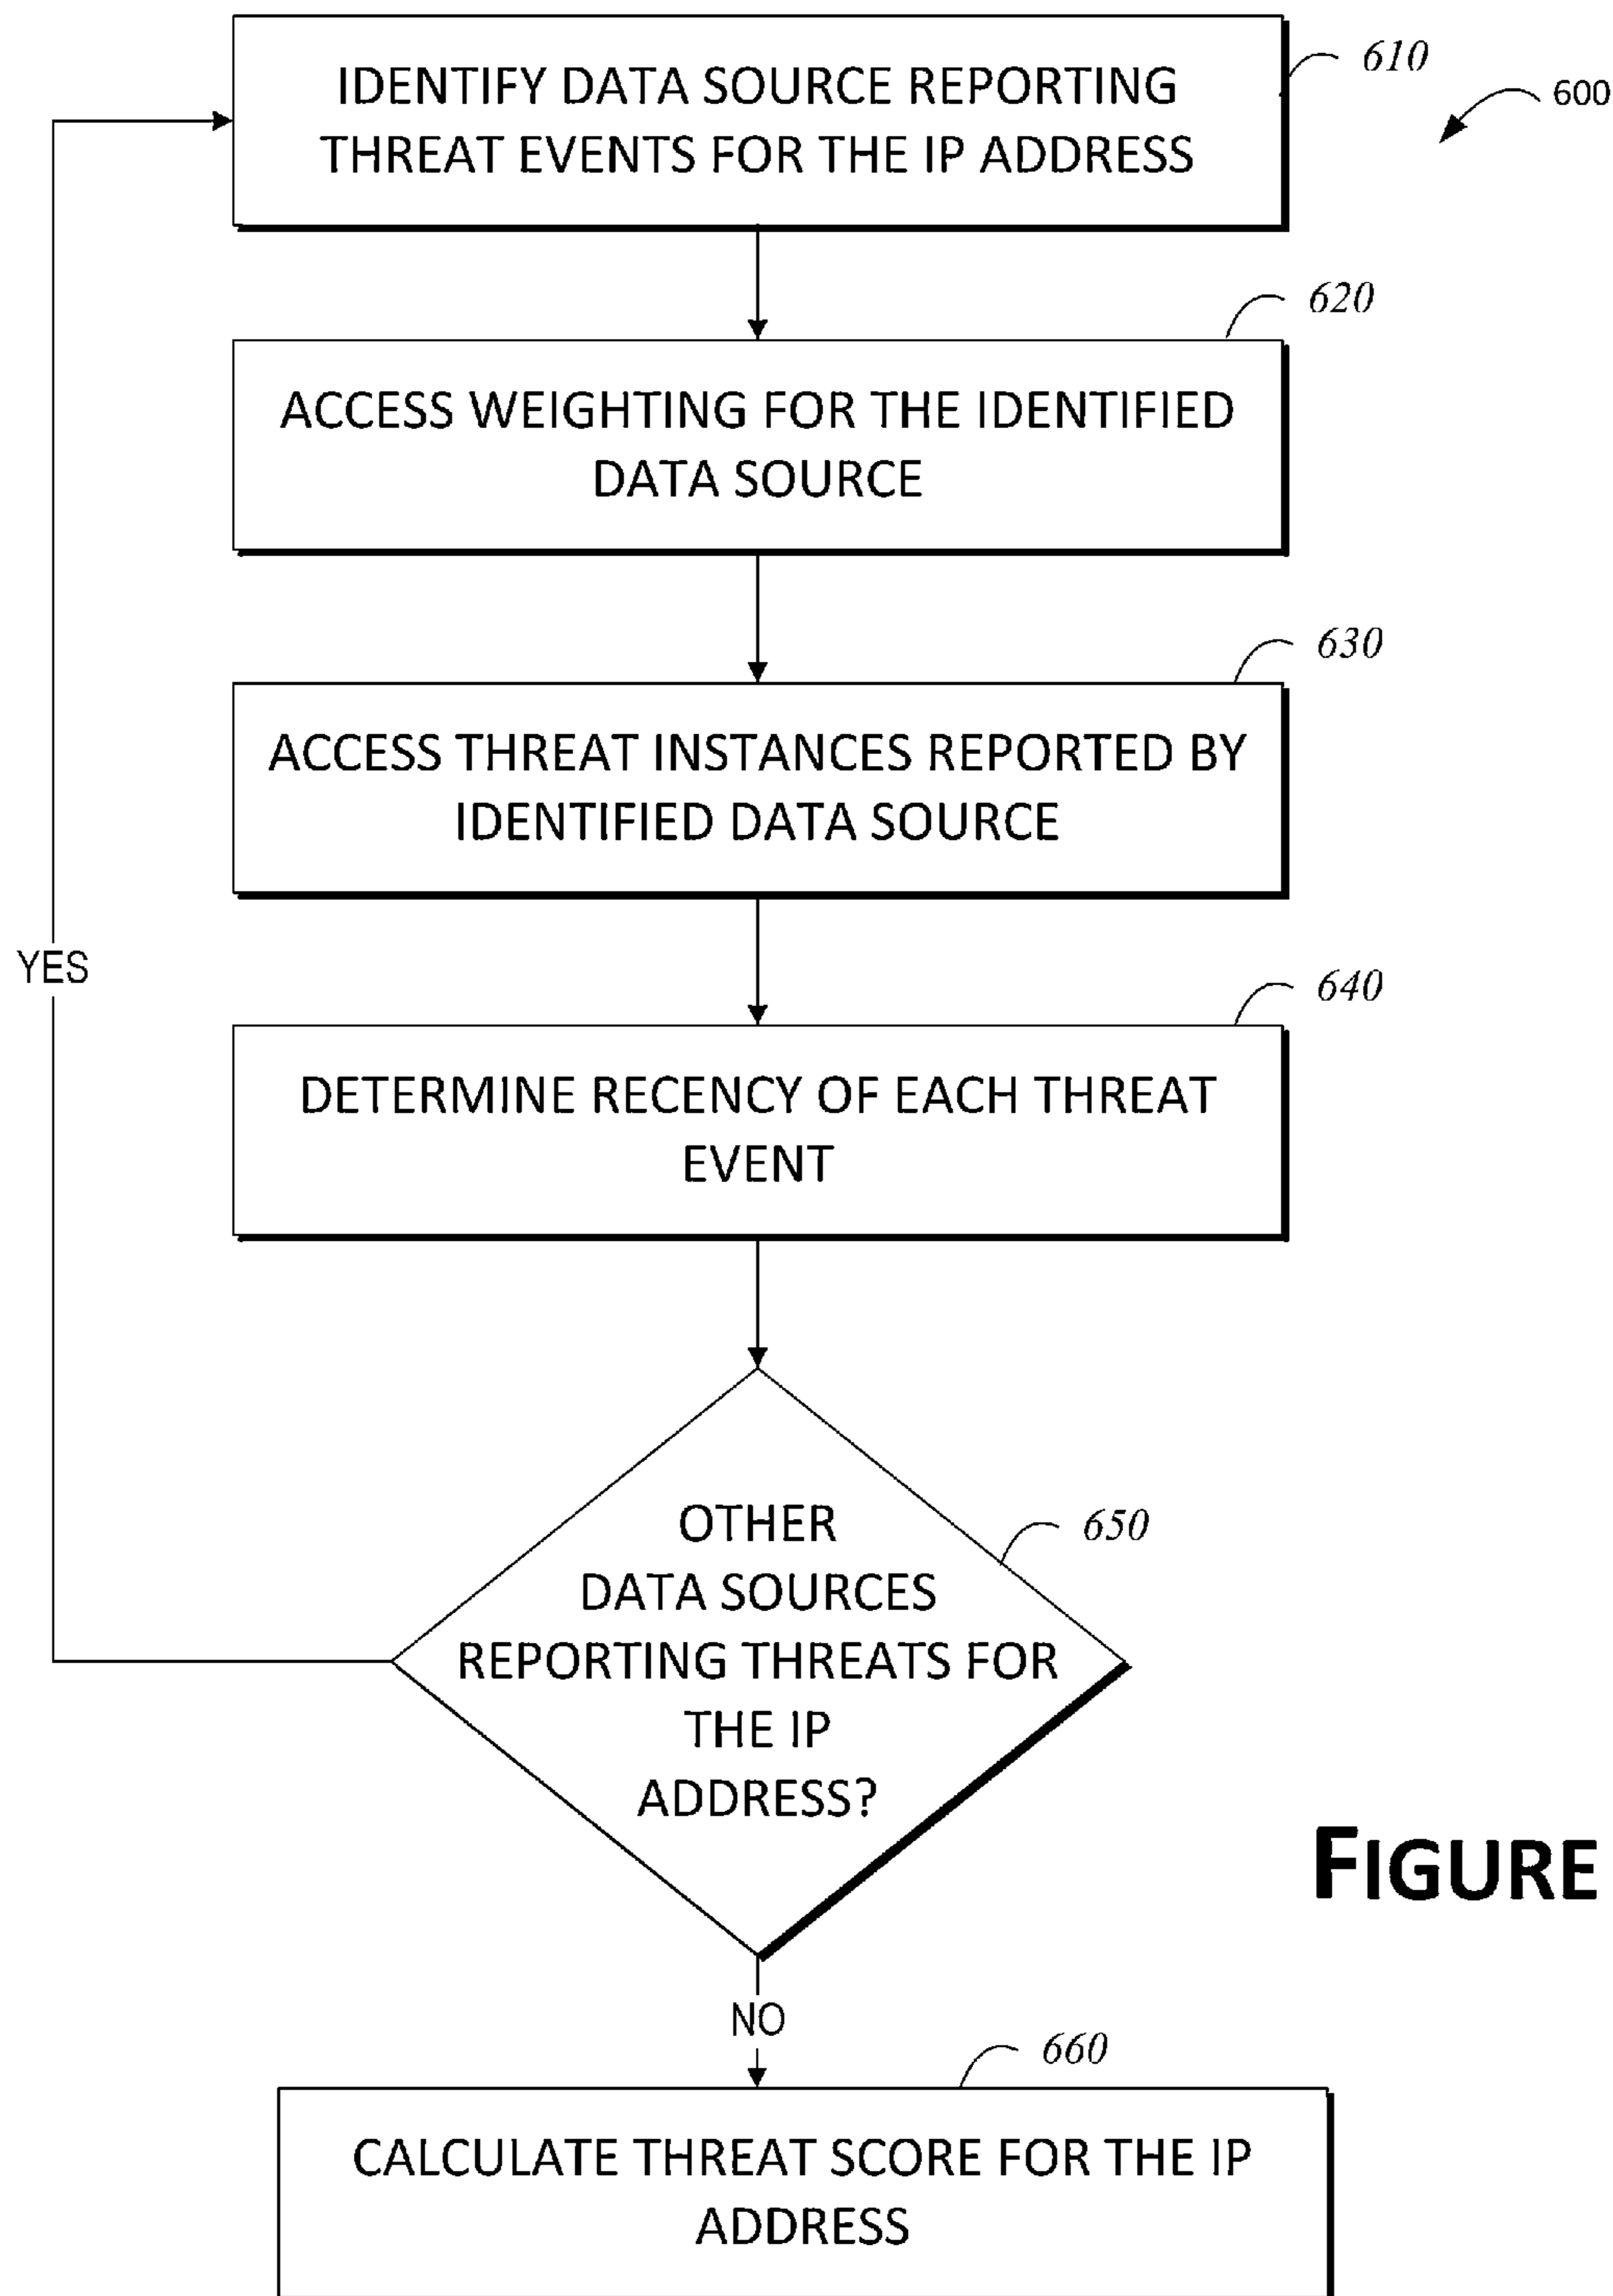 IDENTIFY DATA SOURCE REPORTING
THREAT EVENTS FOR THE IP ADDRESS
610
600
620
ACCESS WEIGHTING FOR THE IDENTIFIED
DATA SOURCE
630
ACCESS THREAT INSTANCES REPORTED BY
IDENTIFIED DATA SOURCE
YES
640
DETERMINE RECENCY OF EACH THREAT
EVENT
650
OTHER
DATA SOURCES
REPORTING THREATS FOR
THE IP
ADDRESS?
FIGURE
NO
660
CALCULATE THREAT SCORE FOR THE IP
ADDRESS